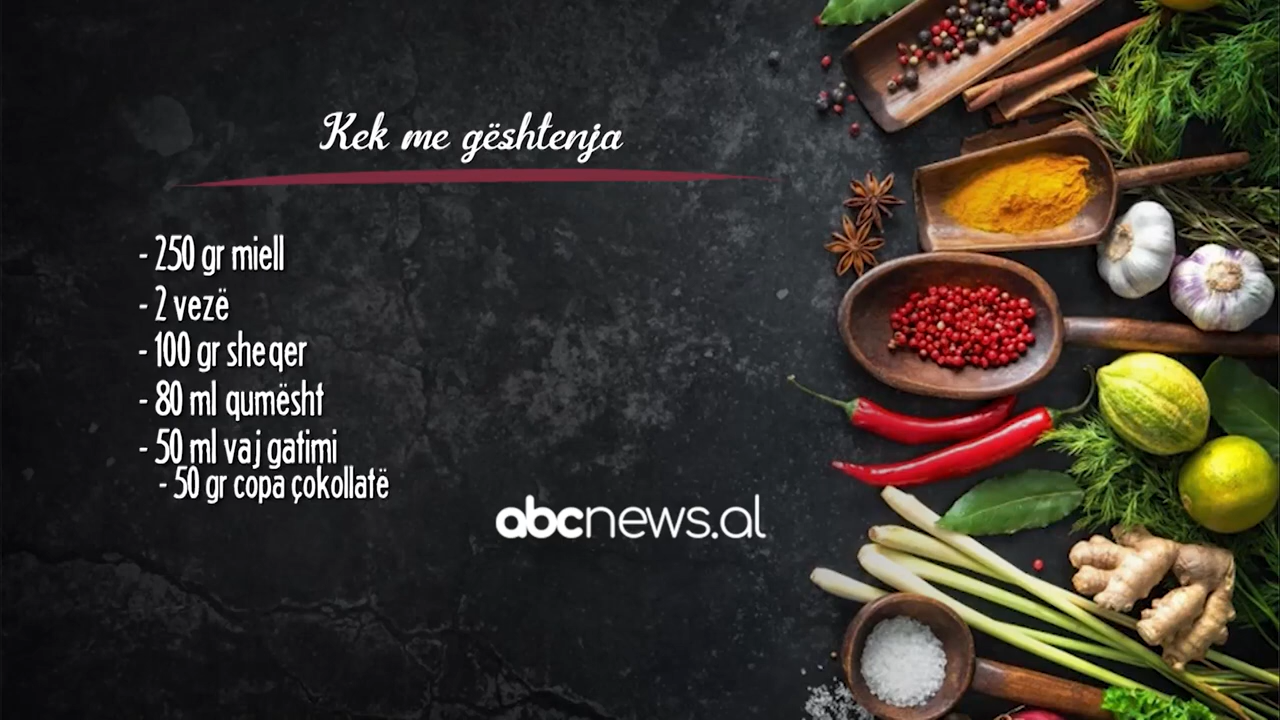 Kek me gështenja
- 250 gr miell
- 2 vezë
- 100 gr sheqer
- 80 ml qumësht
- 50 ml vaj gatimi
- 50 gr copa çokollatë
abcnews.al